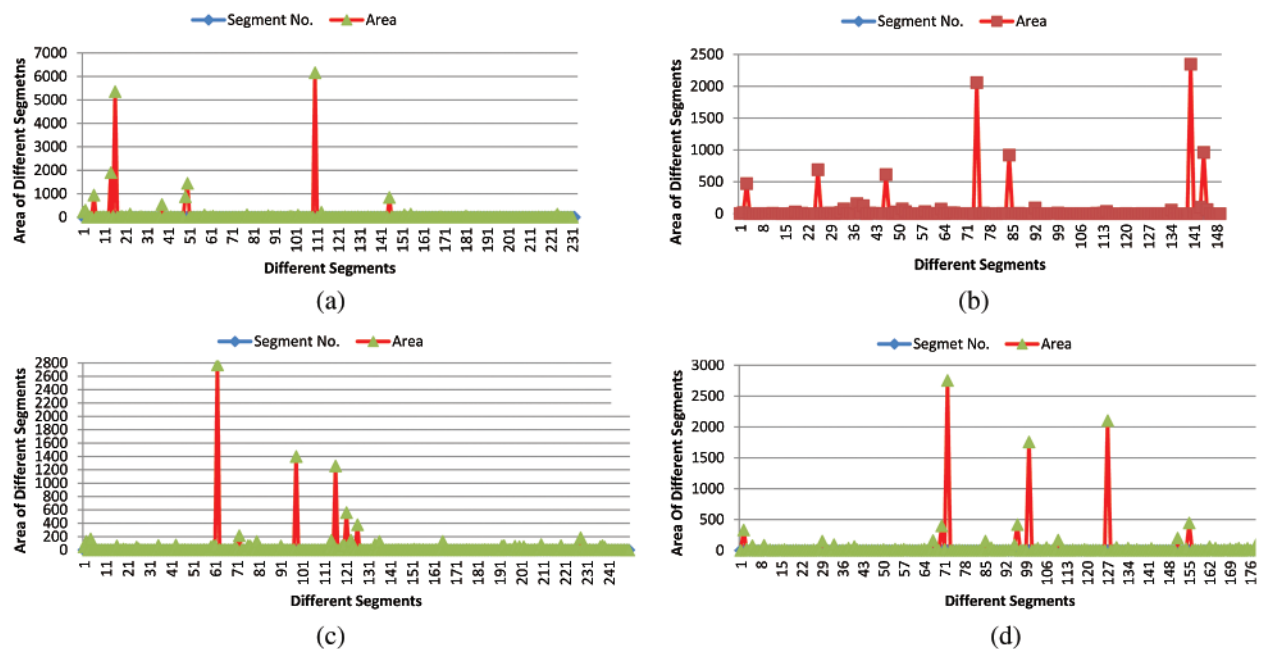 Segment No. Area
Area of Different Segmetns
7000
6000
5000
4000
3000
2000
1000
0
1 11 21 31 41 51 61 71 81 91 101 111 121 131 141 151 161 171 181 191 201 211 221 231
Different Segments
(a)
Segment No. Area
Area of Different Segments
2500
2000
1500
1000
500
0
1 8 15 22 29 36 43 50 57 64 71 78 85 92 99 106 113 120 127 134 141 148
Different Segments
(b)
Segment No. Area
Area of Different Segments
2800
2600
2400
2200
2000
1800
1600
1400
1200
1000
800
600
400
200
0
1 11 21 31 41 51 61 71 81 91 101 111 121 131 141 151 161 171 181 191 201 211 221 231 241
Different Segments
(c)
Segmet No. Area
Area Of Different Segments
3000
2500
2000
1500
1000
500
0
1 8 15 22 29 36 43 50 57 64 71 78 85 92 99 106 113 120 127 134 141 148 155 162 169 176
Different Segments
(d)